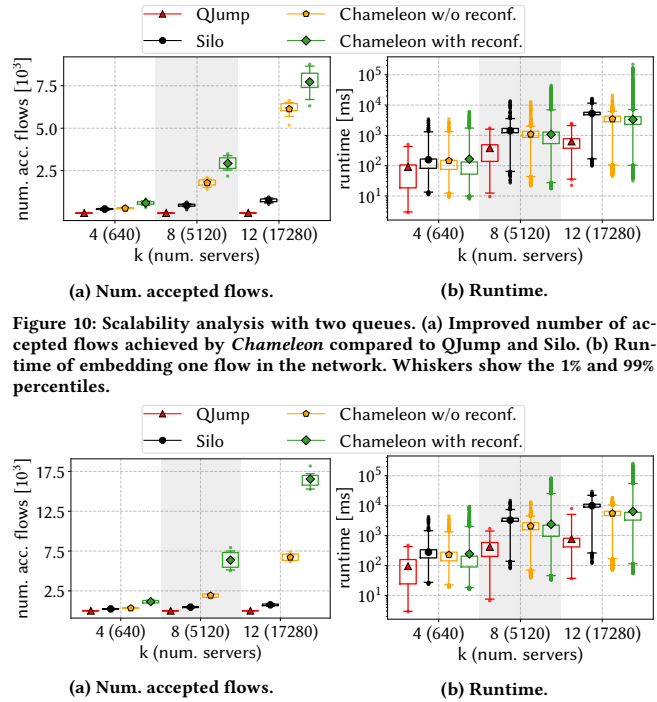 QJump
Chameleon w/o reconf.
Silo
Chameleon with reconf.
num. acc. flows [10³]
7.5
5.0
2.5
4 (640)
8 (5120)
12 (17280)
k (num. servers)
runtime [ms]
10⁵
10⁴
10³
10²
10¹
4 (640)
8 (5120)
12 (17280)
k (num. servers)
(a) Num. accepted flows.
(b) Runtime.
Figure 10: Scalability analysis with two queues. (a) Improved number of ac-
cepted flows achieved by Chameleon compared to QJump and Silo. (b) Run-
time of embedding one flow in the network. Whiskers show the 1% and 99%
percentiles.
QJump
Chameleon w/o reconf.
Silo
Chameleon with reconf.
num. acc. flows [10³]
17.5
7.5
2.5
4 (640)
8 (5120)
12 (17280)
k (num. servers)
runtime [ms]
10⁵
10⁴
10³
10²
10¹
4 (640)
8 (5120)
12 (17280)
k (num. servers)
(a) Num. accepted flows.
(b) Runtime.